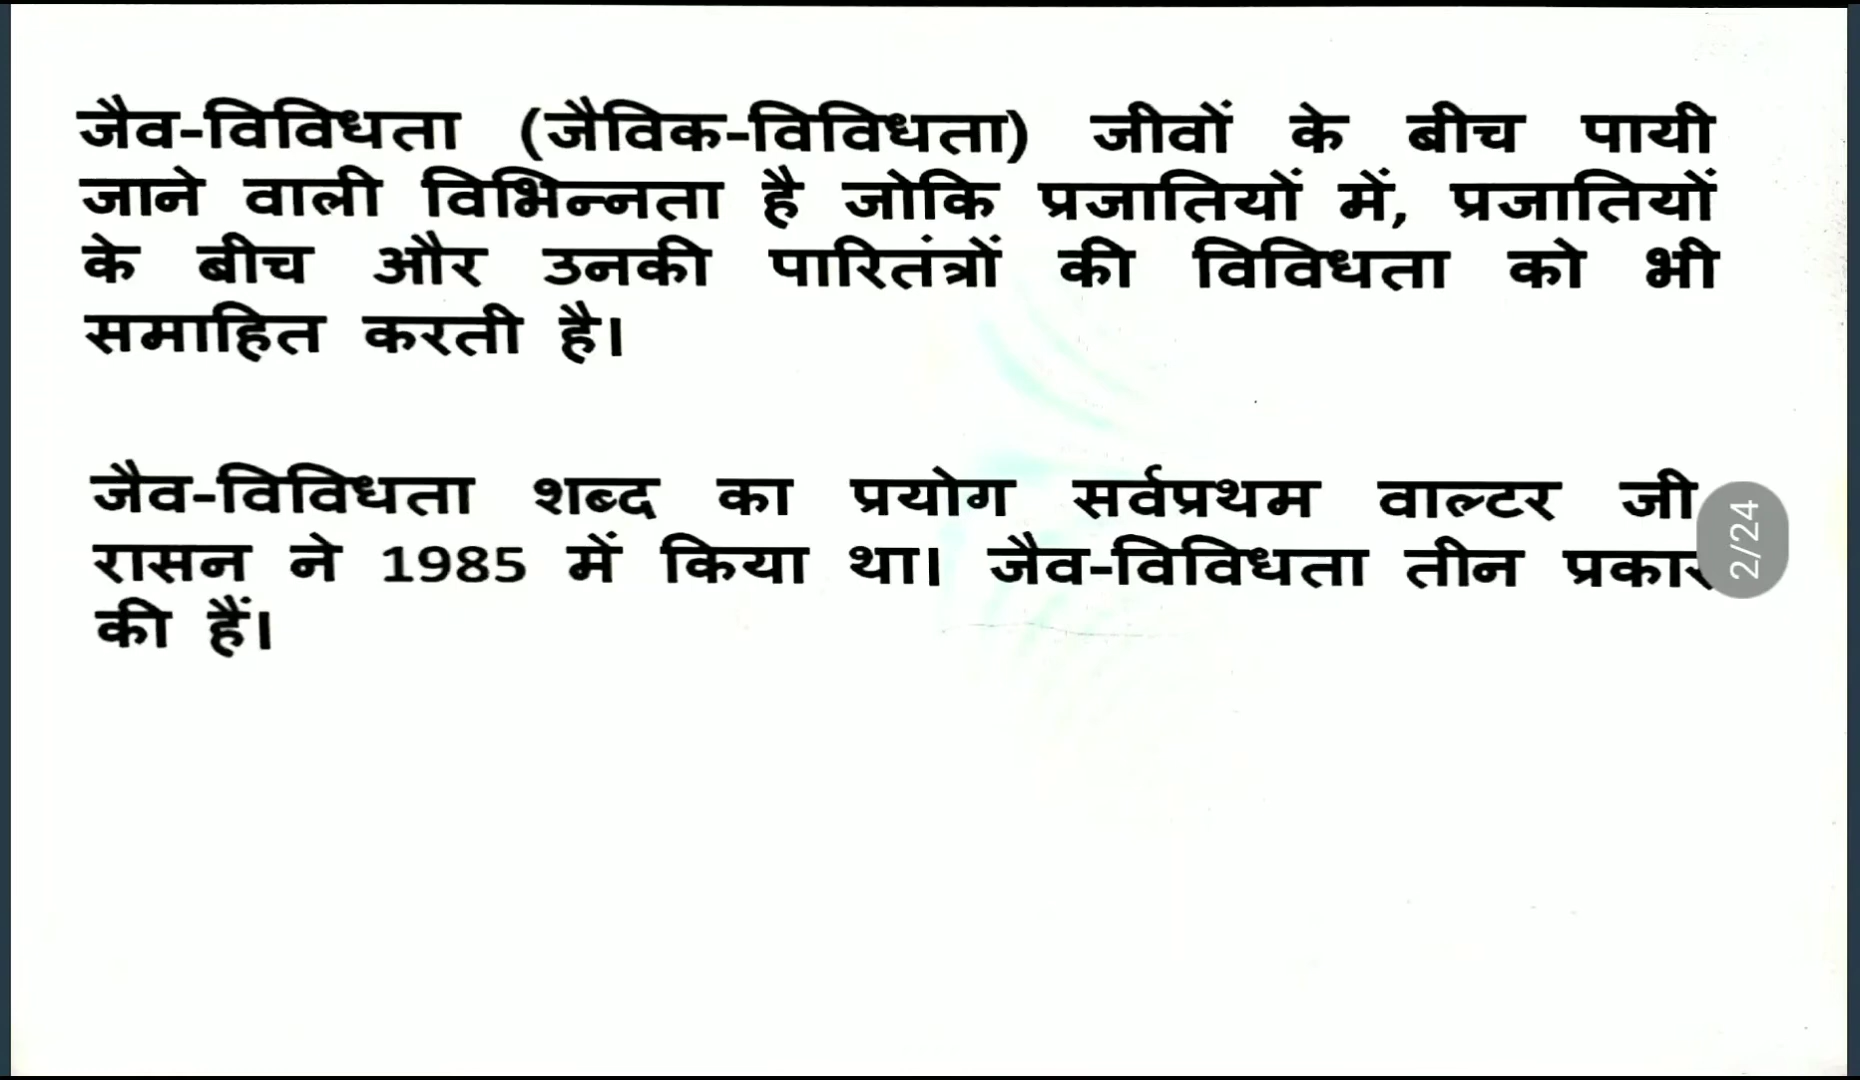 जैव-विविधता (जैविक-विविधता) जीवों के बीच पायी
जाने वाली विभिन्नता है जोकि प्रजातियों में, प्रजातियों
के बीच और उनकी पारितंत्रों की विविधता को भी
समाहित करती है।
जैव-विविधता शब्द का प्रयोग सर्वप्रथम वाल्टर जी
रासन ने 1985 में किया था। जैव-विविधता तीन प्रकार
की हैं।
2/24